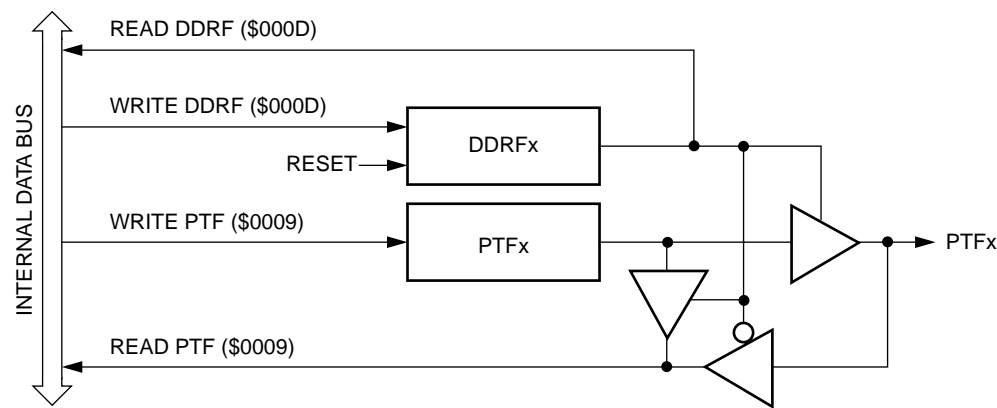 READ DDRF ($000D)
WRITE DDRF ($000D)
DDRFx
RESET
WRITE PTF ($0009)
PTFx
PTFx
READ PTF ($0009)
INTERNAL DATA BUS